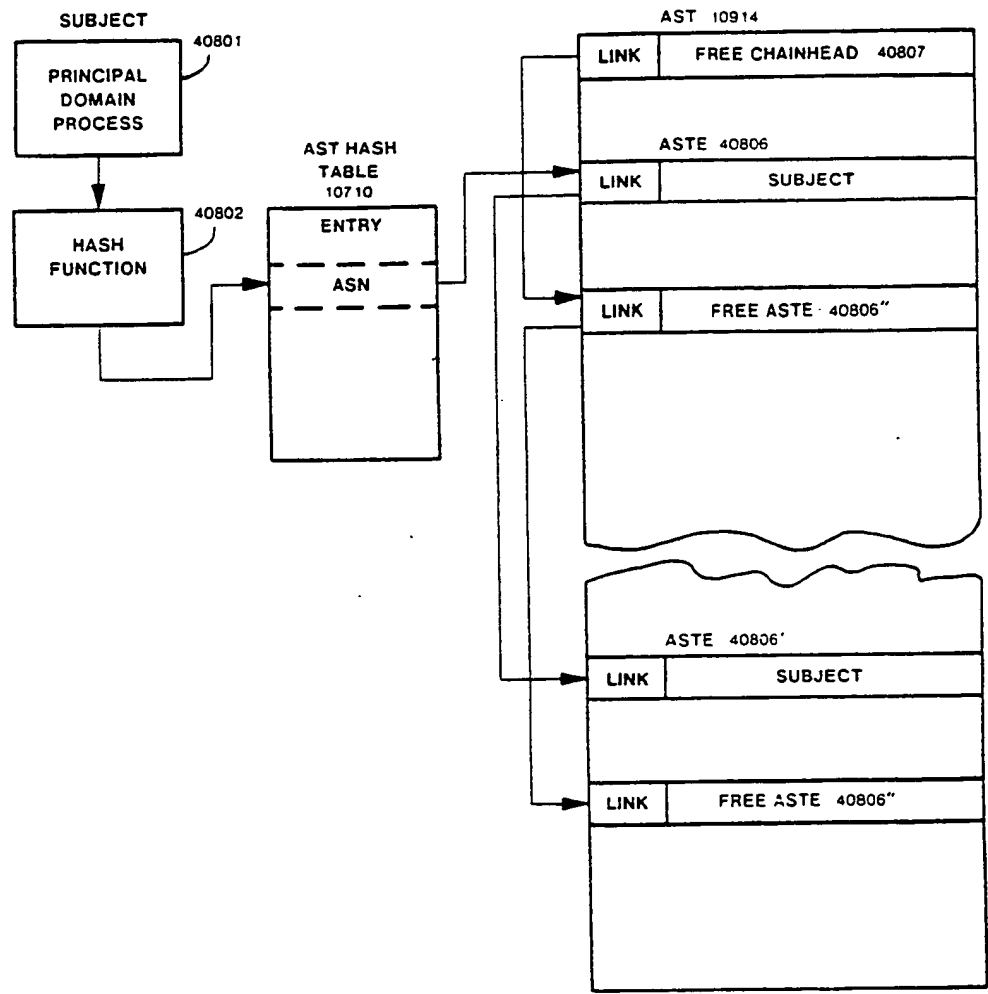 SUBJECT
40801
PRINCIPAL
DOMAIN
PROCESS
40802
HASH
FUNCTION
AST HASH
TABLE
10710
ENTRY
ASN
AST 10914
LINK FREE CHAINHEAD 40807
ASTE 40806
LINK SUBJECT
LINK FREE ASTE 40806"
ASTE 40806'
LINK SUBJECT
LINK FREE ASTE 40806"